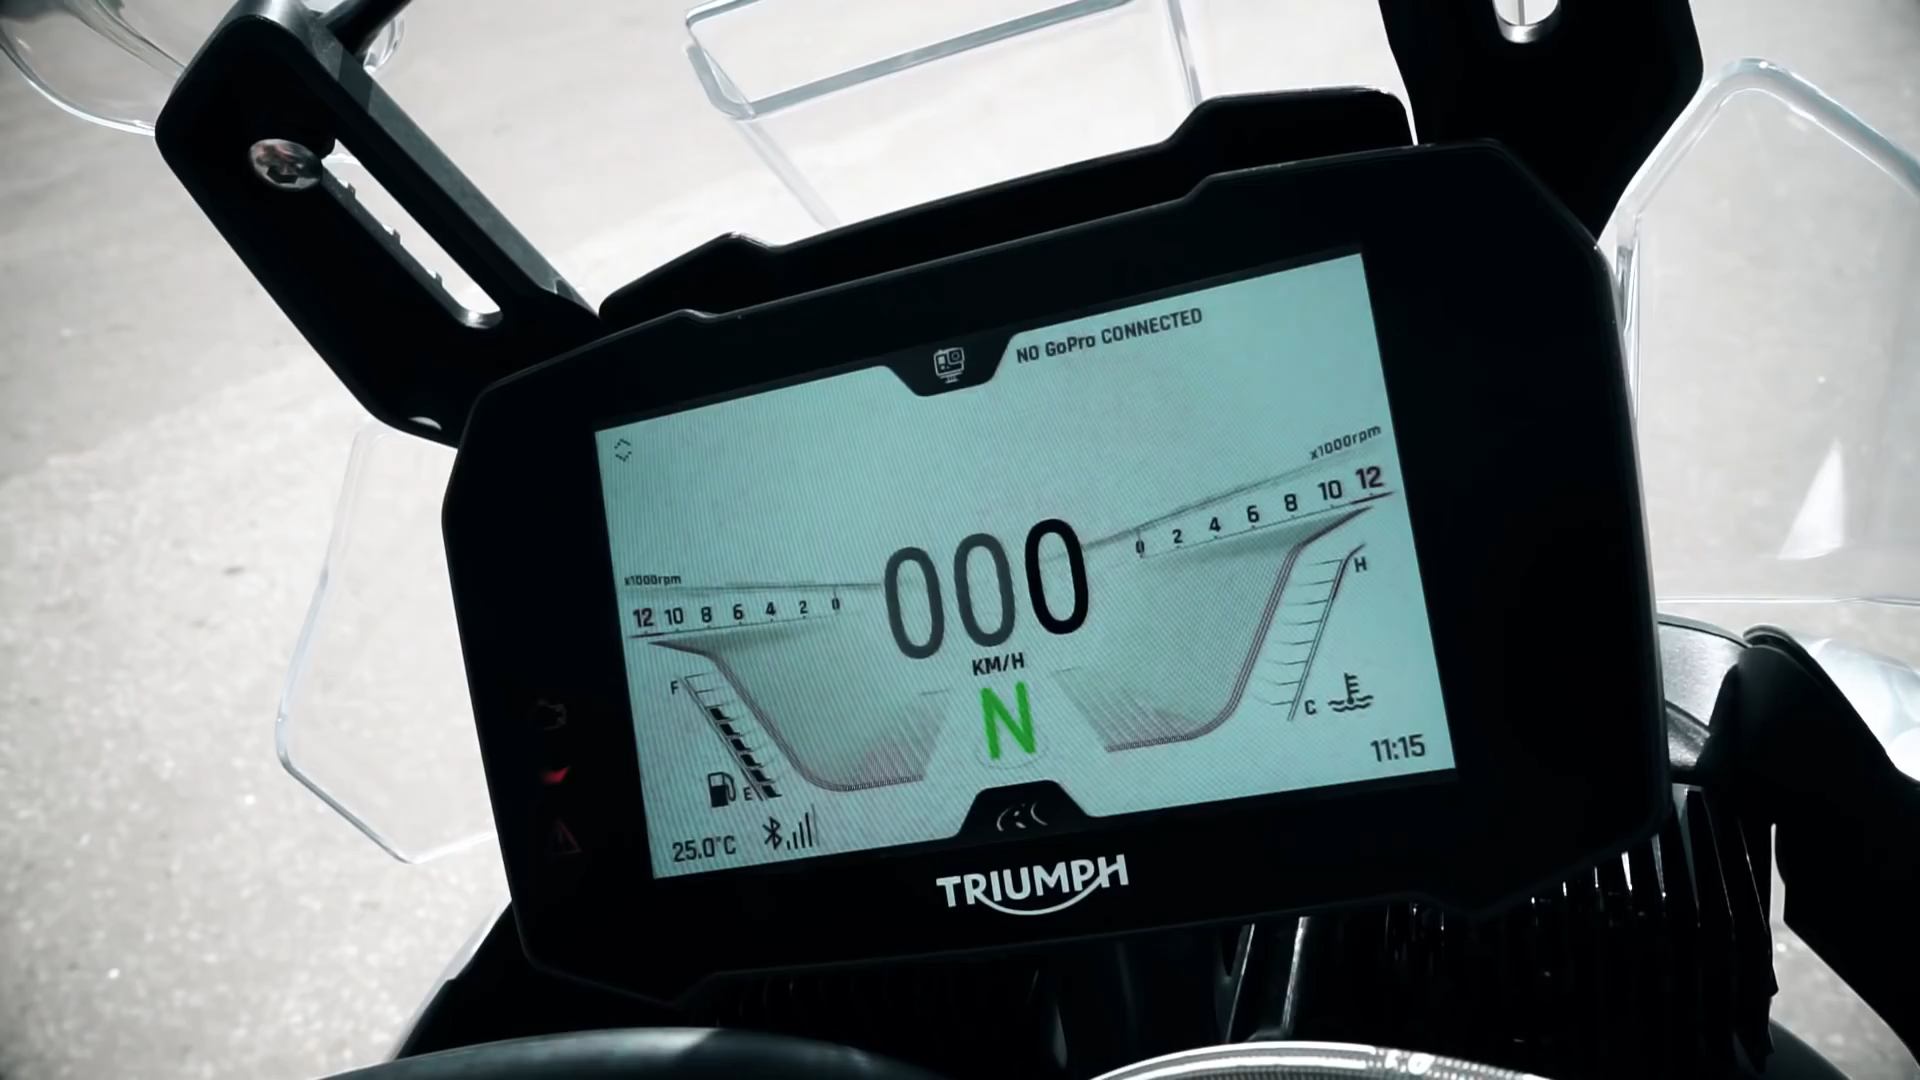 NO GoPro CONNECTED
x1000rpm
0 2 4 6 8 10 12
x1000rpm
12 10 8 6 4 2 0
000
KM/H
N
F
E
H
C
11:15
25.0°C
TRIUMPH